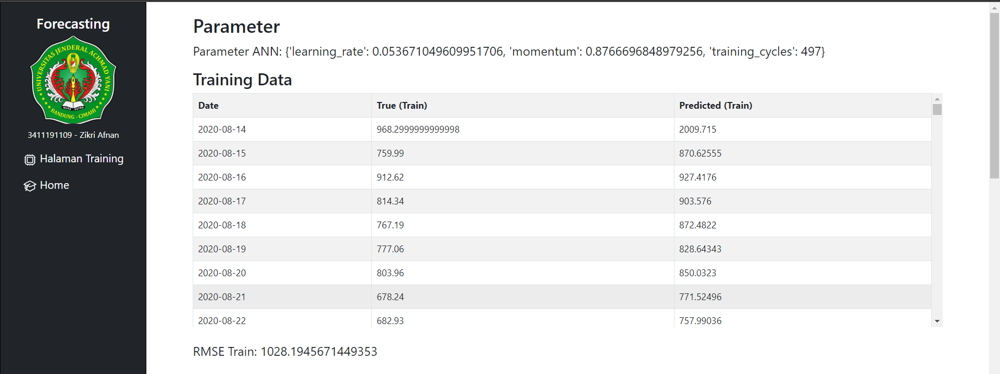 Forecasting
UNIVERSITAS JENDERAL ACHMAD YANI
KUSA PUTRA
BANDUNG - CIMAHI
3411191109 - Zikri Afnan
Halaman Training
Home
Parameter
Parameter ANN: {'learning_rate': 0.053671049609951706, 'momentum': 0.8766696848979256, 'training_cycles': 497}
Training Data
Date True (Train) Predicted (Train)
2020-08-14 968.2999999999998 2009.715
2020-08-15 759.99 870.62555
2020-08-16 912.62 927.4176
2020-08-17 814.34 903.576
2020-08-18 767.19 872.4822
2020-08-19 777.06 828.64343
2020-08-20 803.96 850.0323
2020-08-21 678.24 771.52496
2020-08-22 682.93 757.99036
RMSE Train: 1028.1945671449353